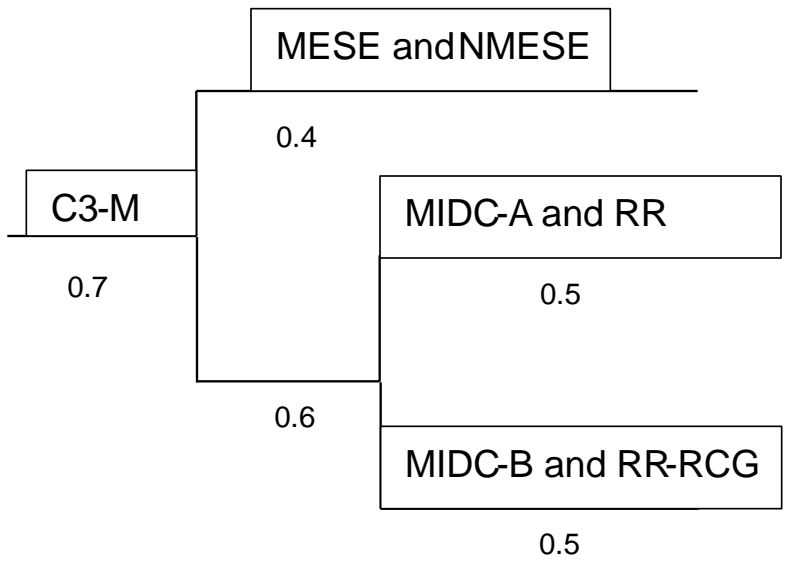 MESE and NMESE
0.4
C3-M
0.7
MIDC-A and RR
0.5
0.6
MIDC-B and RR-RCG
0.5